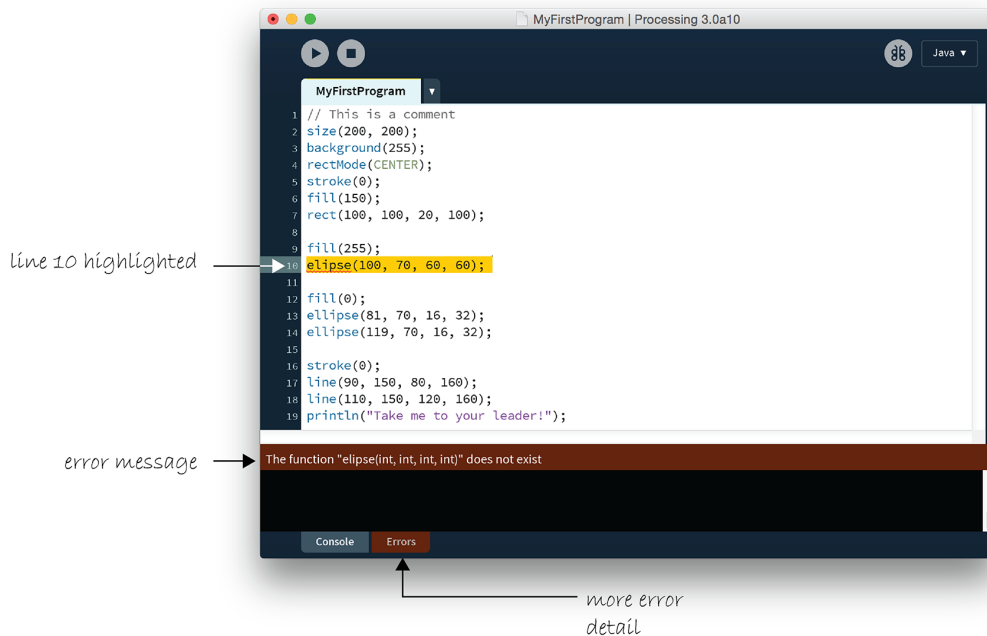 MyFirstProgram | Processing 3.0a10
Java ▼
MyFirstProgram ▼
1 // This is a comment
2 size(200, 200);
3 background(255);
4 rectMode(CENTER);
5 stroke(0);
6 fill(150);
7 rect(100, 100, 20, 100);
8
9 fill(255);
line 10 highlighted
10 elipse(100, 70, 60, 60);
11
12 fill(0);
13 ellipse(81, 70, 16, 32);
14 ellipse(119, 70, 16, 32);
15
16 stroke(0);
17 line(90, 150, 80, 160);
18 line(110, 150, 120, 160);
19 println("Take me to your leader!");
error message
The function "elipse(int, int, int, int)" does not exist
Console Errors
more error
detail